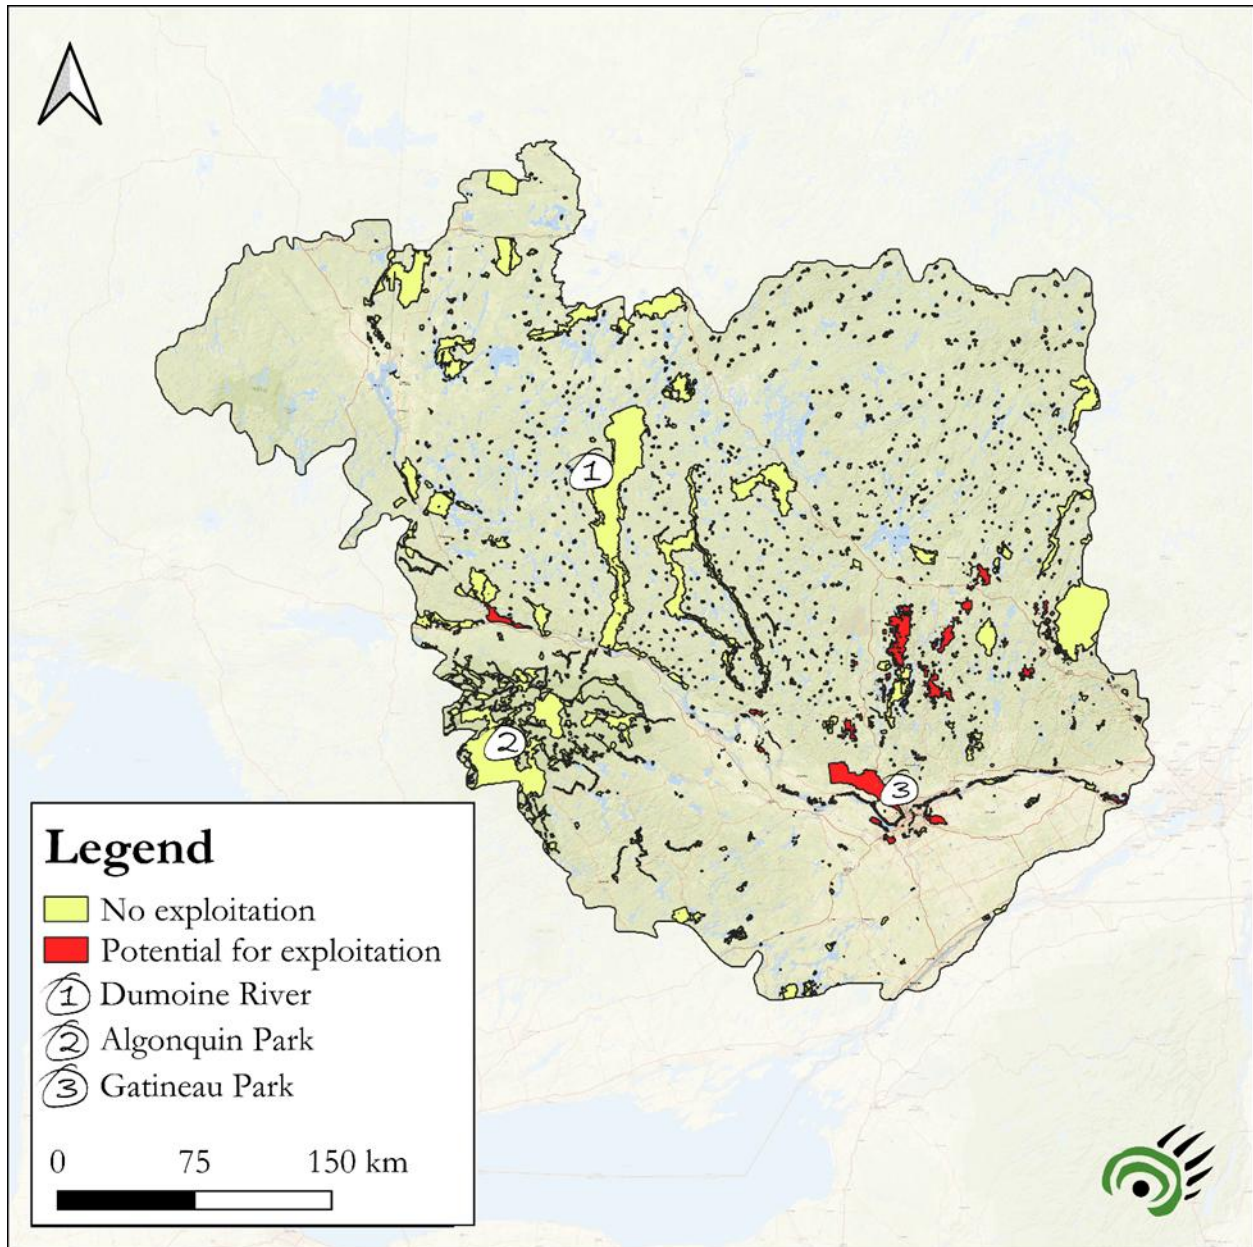 1
2
3
Legend
No exploitation
Potential for exploitation
1 Dumoine River
2 Algonquin Park
3 Gatineau Park
0 75 150 km